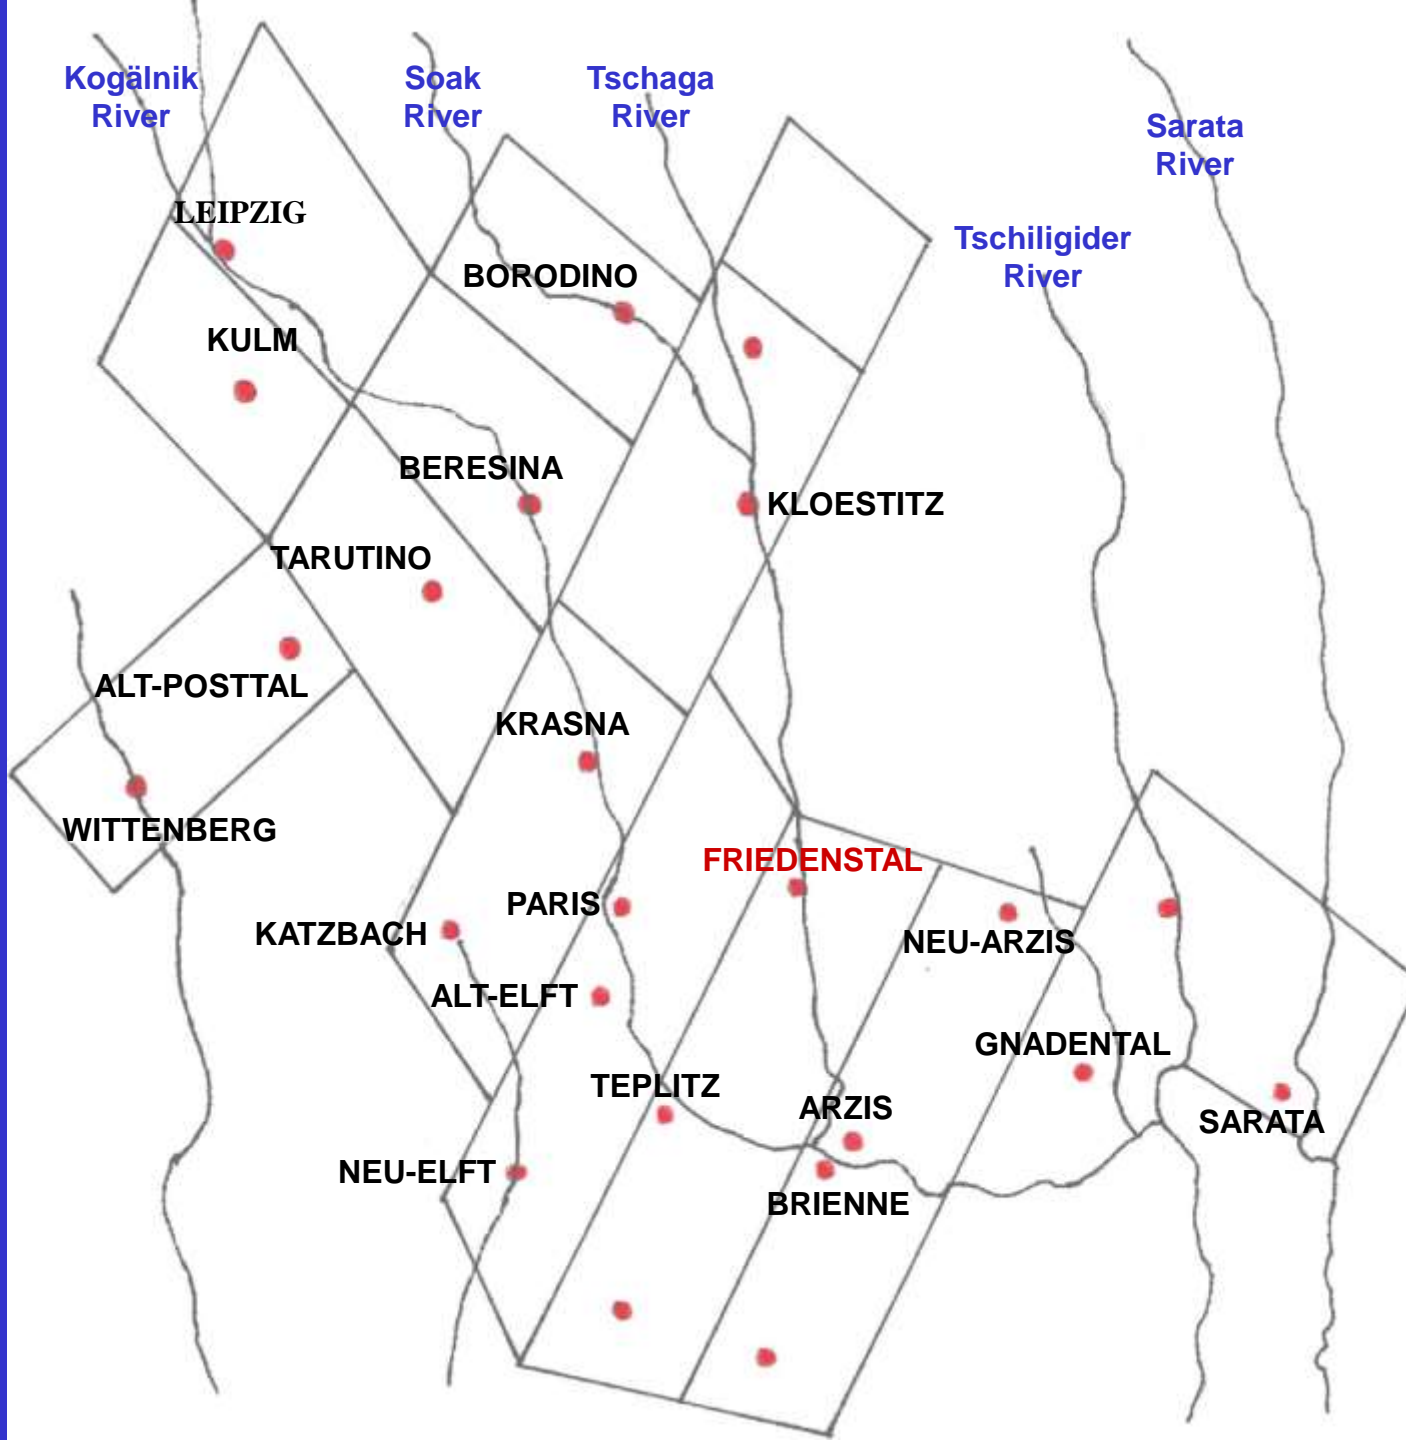 Kogälnik
River
Soak
River
Tschaga
River
Sarata
River
LEIPZIG
Tschiligider
River
BORODINO
KULM
BERESINA
KLOESTITZ
TARUTINO
ALT-POSTTAL
KRASNA
WITTENBERG
FRIEDENSTAL
PARIS
KATZBACH
NEU-ARZIS
ALT-ELFT
GNADENTAL
TEPLITZ
ARZIS
SARATA
NEU-ELFT
BRIENNE